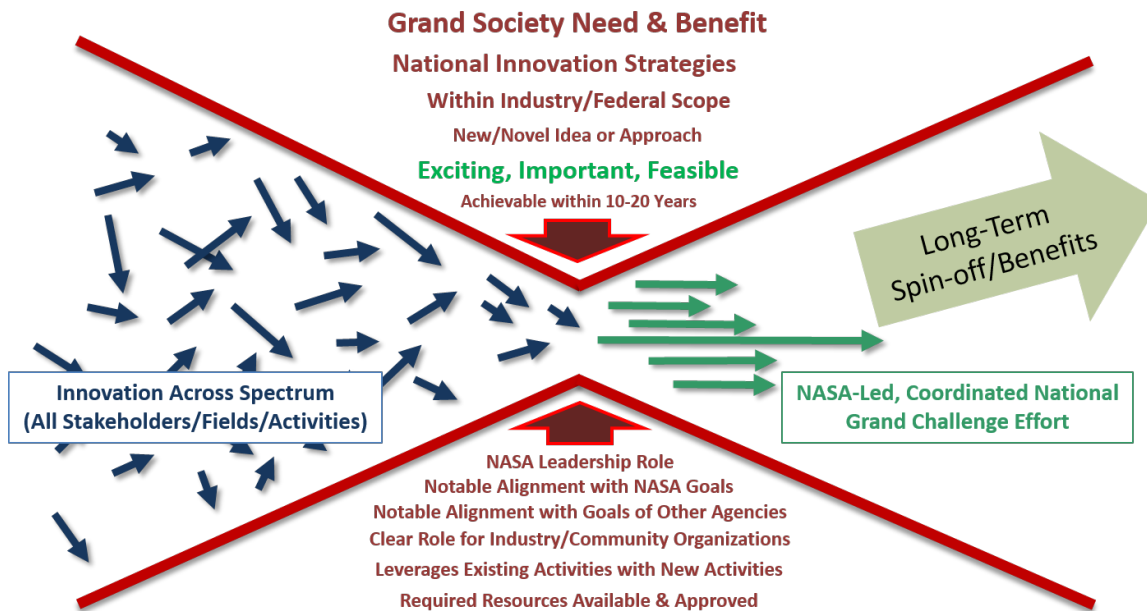 Grand Society Need & Benefit
National Innovation Strategies
Within Industry/Federal Scope
New/Novel Idea or Approach
Exciting, Important, Feasible
Achievable within 10-20 Years
Innovation Across Spectrum
(All Stakeholders/Fields/Activities)
Long-Term
Spin-off/Benefits
NASA-Led, Coordinated National
Grand Challenge Effort
NASA Leadership Role
Notable Alignment with NASA Goals
Notable Alignment with Goals of Other Agencies
Clear Role for Industry/Community Organizations
Leverages Existing Activities with New Activities
Required Resources Available & Approved